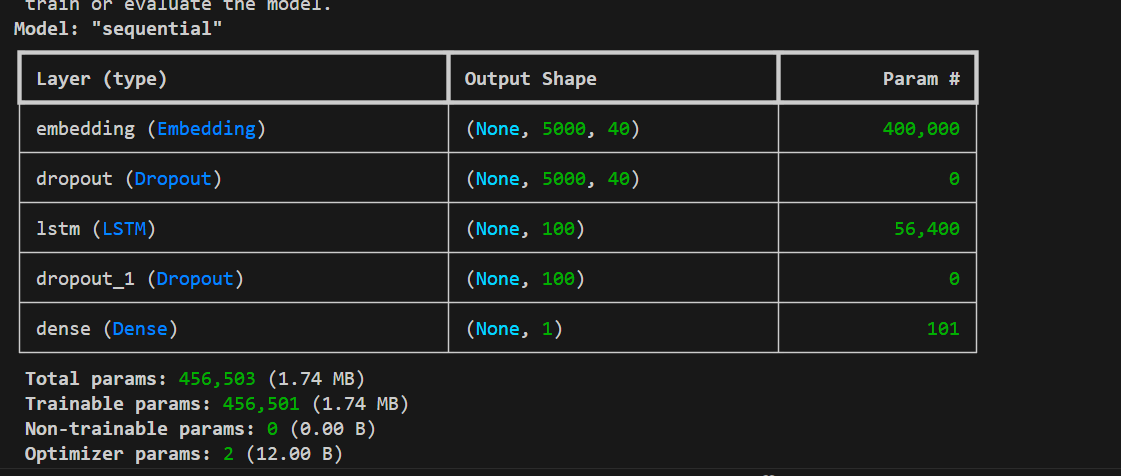 train or evaluate the model.
Model: "sequential"
Layer (type) Output Shape Param #
embedding (Embedding) (None, 5000, 40) 400,000
dropout (Dropout) (None, 5000, 40) 0
lstm (LSTM) (None, 100) 56,400
dropout_1 (Dropout) (None, 100) 0
dense (Dense) (None, 1) 101
Total params: 456,503 (1.74 MB)
Trainable params: 456,501 (1.74 MB)
Non-trainable params: 0 (0.00 B)
Optimizer params: 2 (12.00 B)